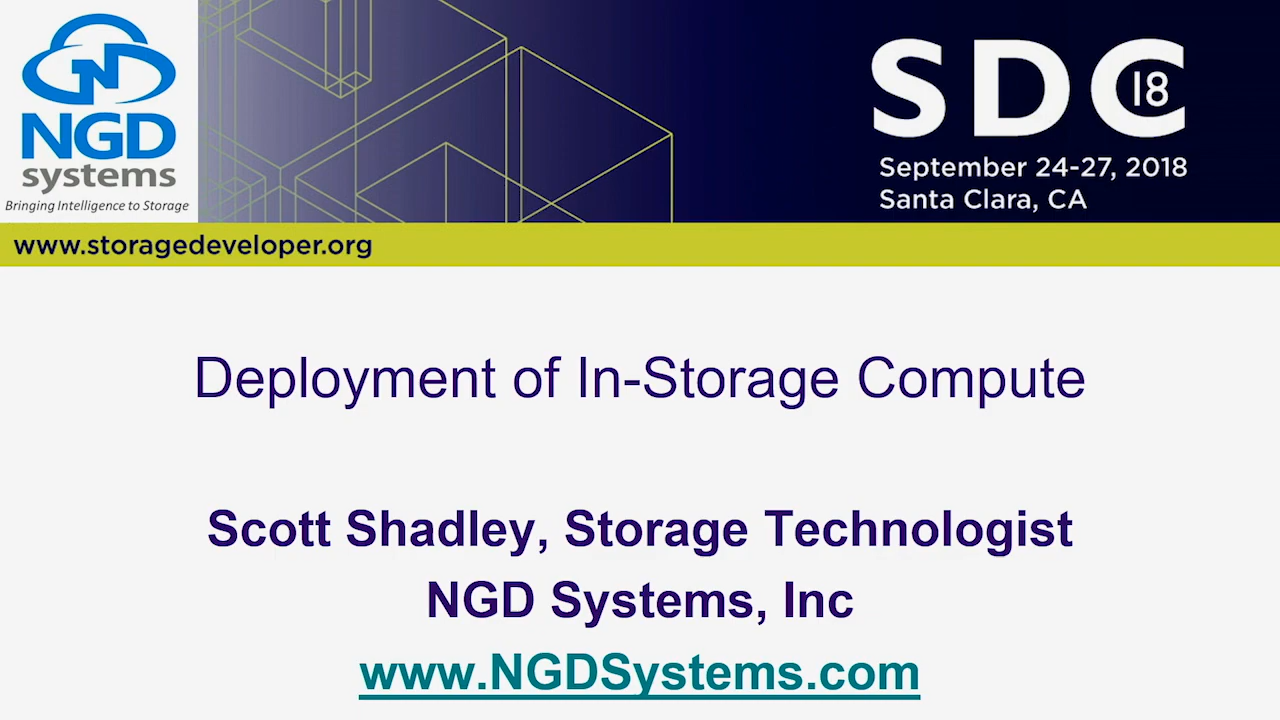 NGD
systems
Bringing Intelligence to Storage
SDC
18
September 24-27, 2018
Santa Clara, CA
www.storagedeveloper.org
Deployment of In-Storage Compute
Scott Shadley, Storage Technologist
NGD Systems, Inc
www.NGDSystems.com